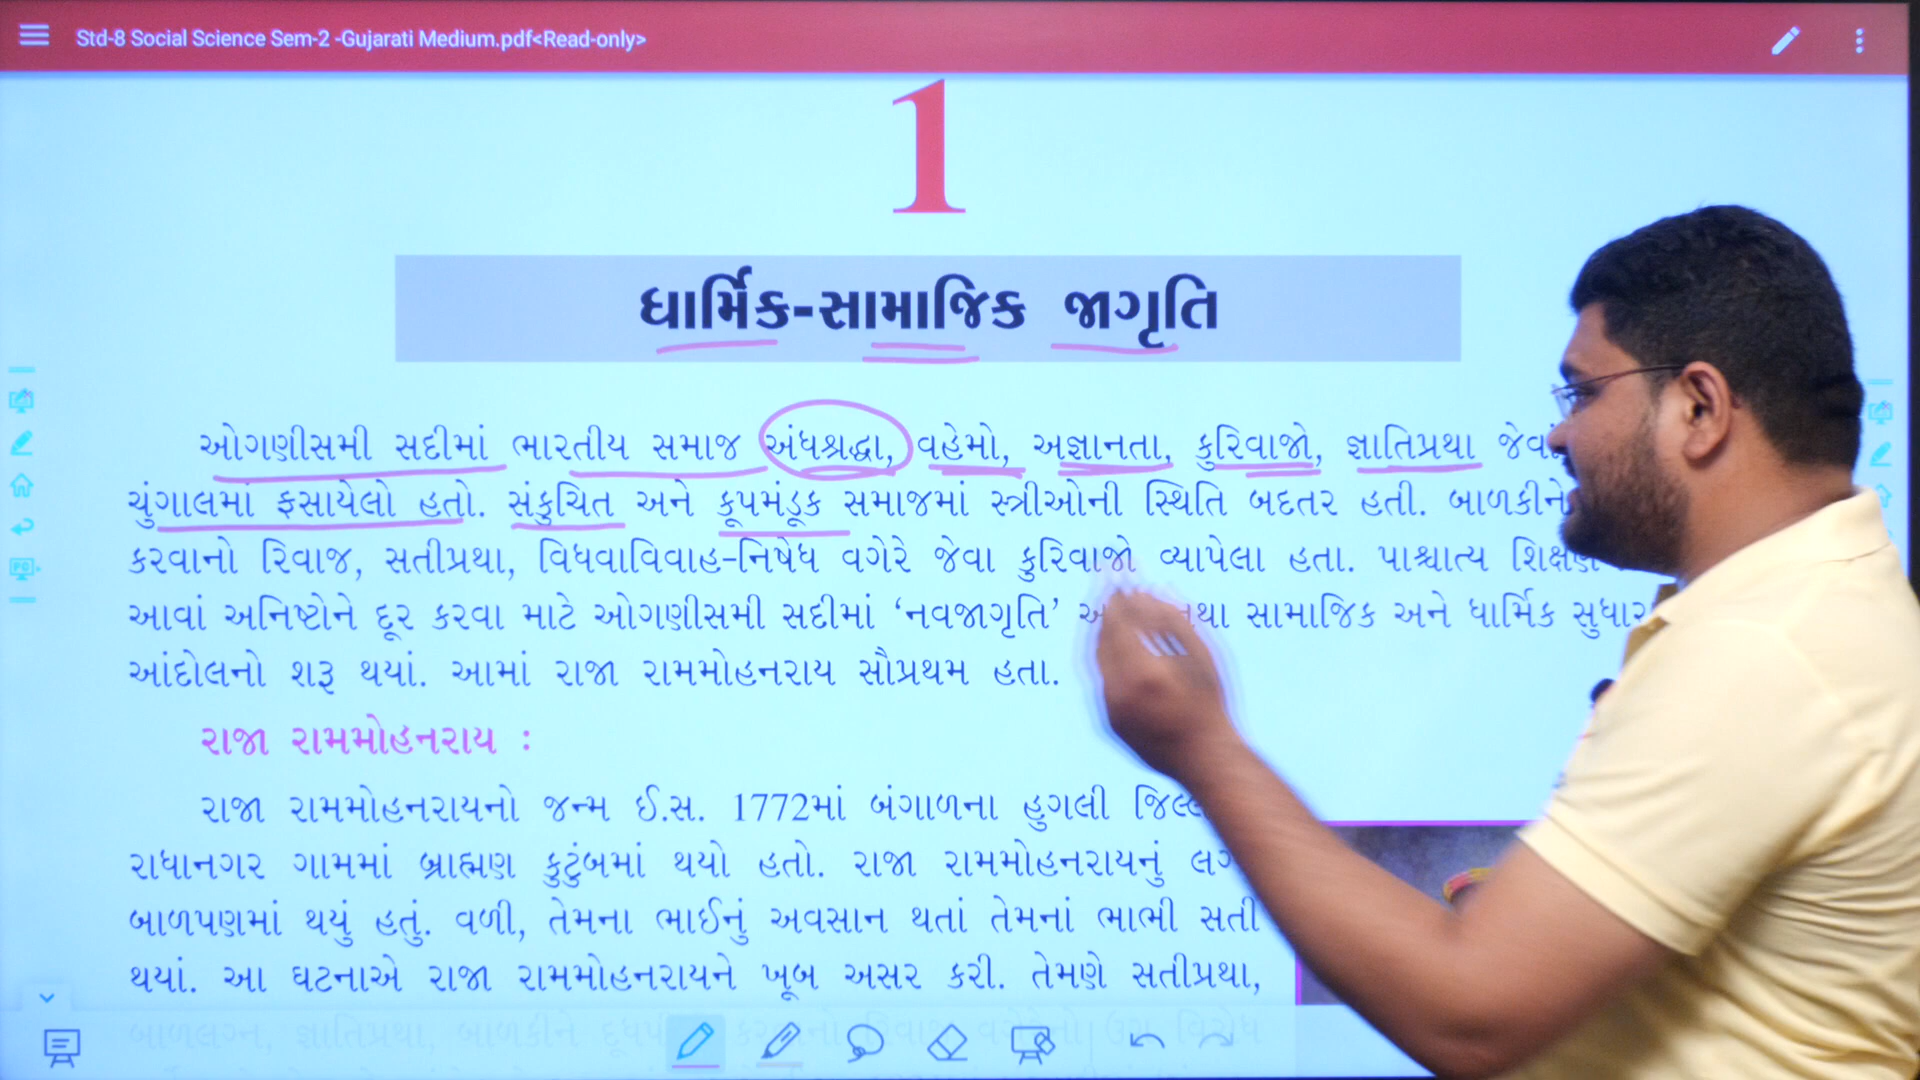 Std-8 Social Science Sem-2 -Gujarati Medium.pdf<Read-only>
1
ધાર્મિક-સામાજિક જાગૃતિ
ઓગણીસમી સદીમાં ભારતીય સમાજ અંધશ્રદ્ધા, વહેમો, અજ્ઞાનતા, કુરિવાજો, જ્ઞાતિપ્રથા
ચુંગાલમાં ફસાયેલો હતો. સંકુચિત અને કૂપમંડૂક સમાજમાં સ્ત્રીઓની સ્થિતિ બદતર હતી. બાળકીને
કરવાનો રિવાજ, સતીપ્રથા, વિધવાવિવાહ-નિષેધ વગેરે જેવા કુરિવાજો વ્યાપેલા હતા. પાશ્ચાત્ય
આવાં અનિષ્ટોને દૂર કરવા માટે ઓગણીસમી સદીમાં ‘નવજાગૃતિ’ સામાજિક અને ધાર્મિક
આંદોલનો શરૂ થયાં. આમાં રાજા રામમોહનરાય સૌપ્રથમ હતા.
રાજા રામમોહનરાય :
રાજા રામમોહનરાયનો જન્મ ઈ.સ. 1772માં બંગાળના હુગલી
રાધાનગર ગામમાં બ્રાહ્મણ કુટુંબમાં થયો હતો. રાજા રામમોહનરાયનું
બાળપણમાં થયું હતું. વળી, તેમના ભાઈનું અવસાન થતાં તેમનાં ભાભી સતી
થયાં. આ ઘટનાએ રાજા રામમોહનરાયને ખૂબ અસર કરી. તેમણે સતીપ્રથા,
બાળલગ્ન, જ્ઞાતિપ્રથા, બાળકીને